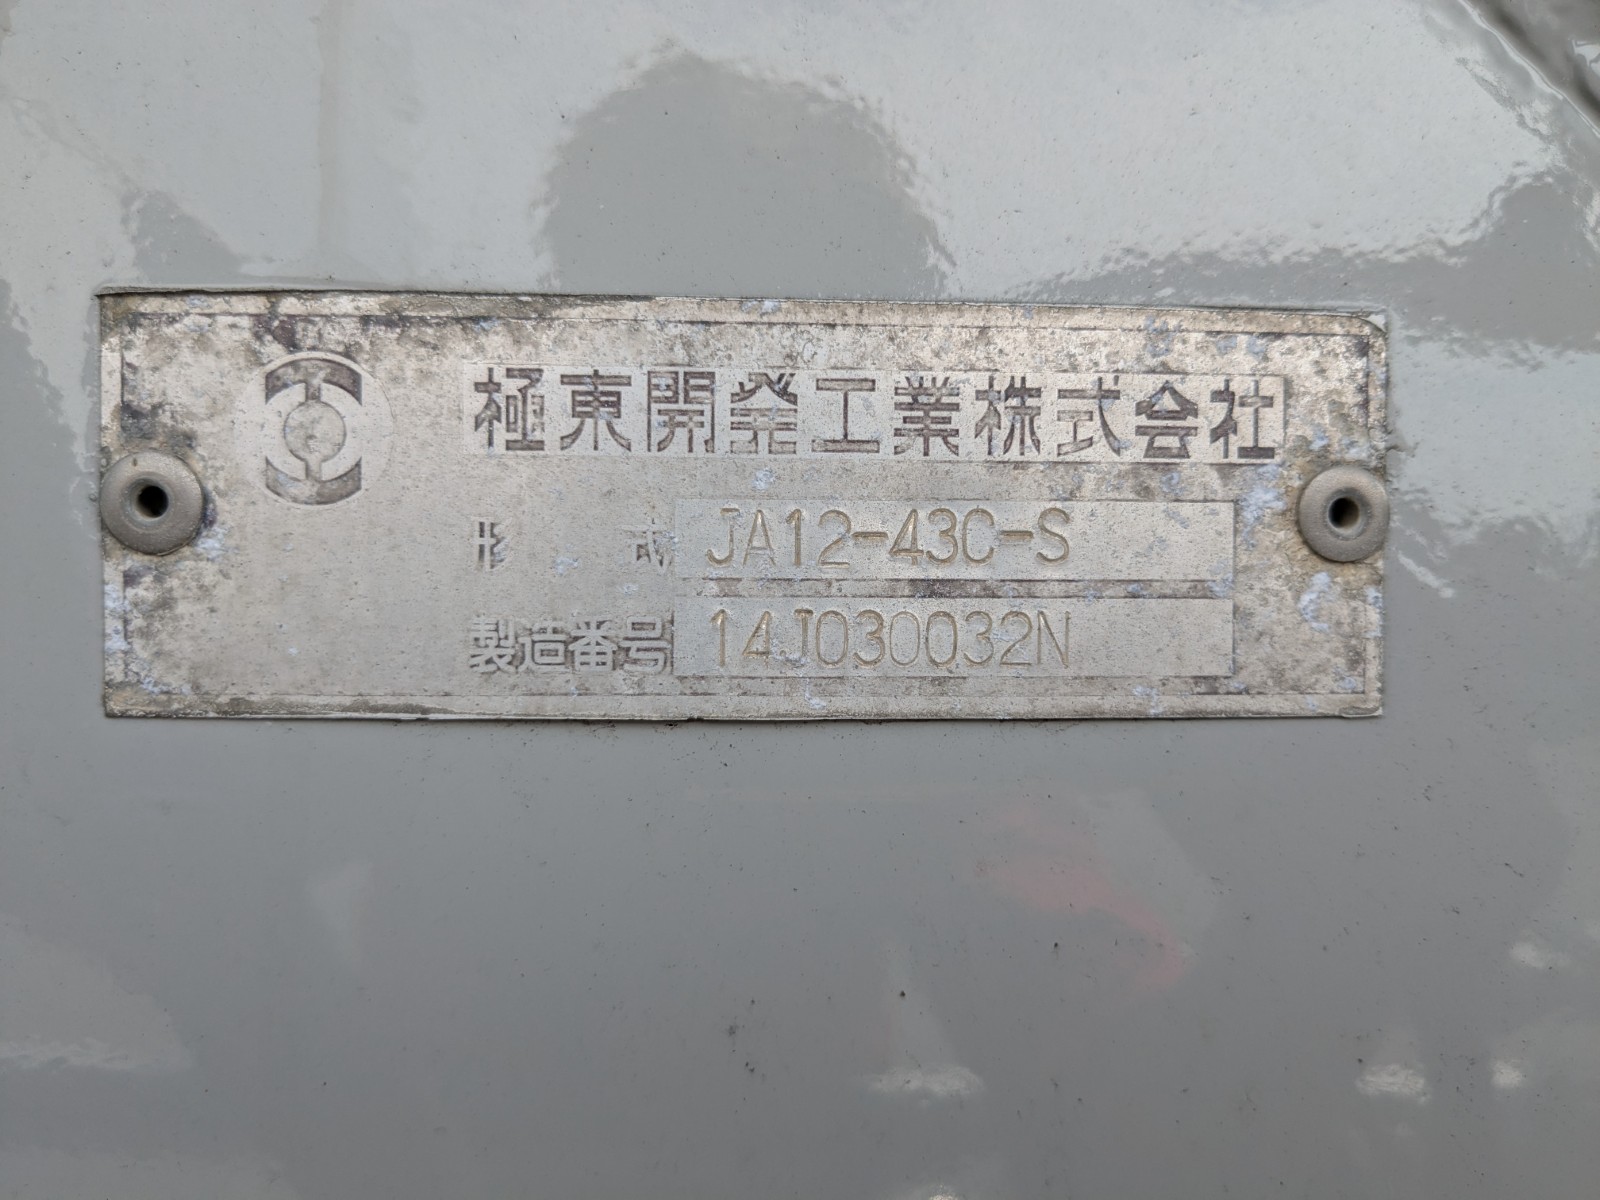 極東開発工業株式会社
形 式 JA12-43C-S
製造番号 14J030032N